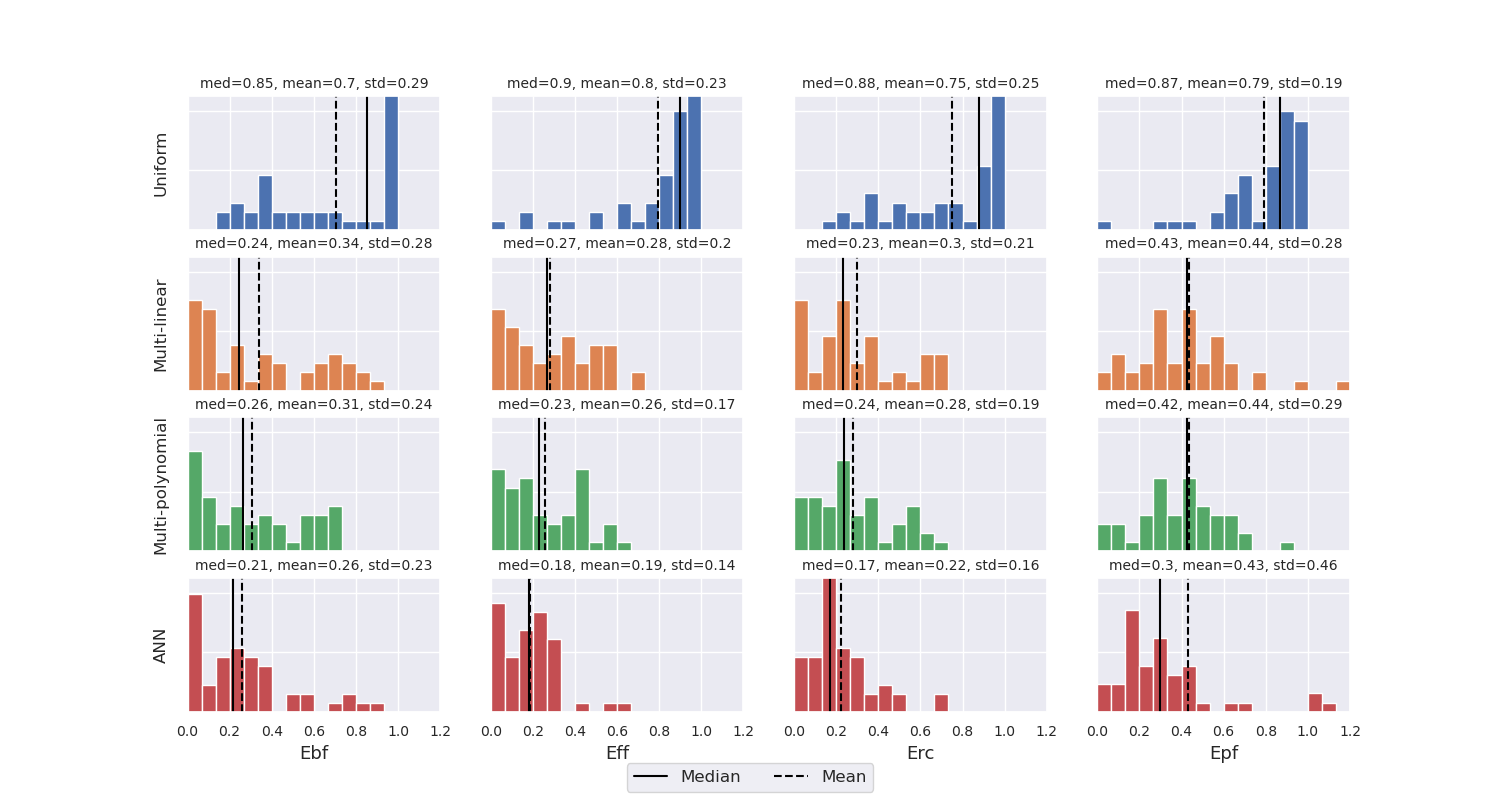 med=0.85, mean=0.7, std=0.29
med=0.9, mean=0.8, std=0.23
med=0.88, mean=0.75, std=0.25
med=0.87, mean=0.79, std=0.19
Uniform
med=0.24, mean=0.34, std=0.28
med=0.27, mean=0.28, std=0.2
med=0.23, mean=0.3, std=0.21
med=0.43, mean=0.44, std=0.28
Multi-linear
med=0.26, mean=0.31, std=0.24
med=0.23, mean=0.26, std=0.17
med=0.24, mean=0.28, std=0.19
med=0.42, mean=0.44, std=0.29
Multi-polynomial
med=0.21, mean=0.26, std=0.23
med=0.18, mean=0.19, std=0.14
med=0.17, mean=0.22, std=0.16
med=0.3, mean=0.43, std=0.46
ANN
0.0 0.2 0.4 0.6 0.8 1.0 1.2
0.0 0.2 0.4 0.6 0.8 1.0 1.2
0.0 0.2 0.4 0.6 0.8 1.0 1.2
0.0 0.2 0.4 0.6 0.8 1.0 1.2
Ebf
Eff
Erc
Epf
Median
Mean